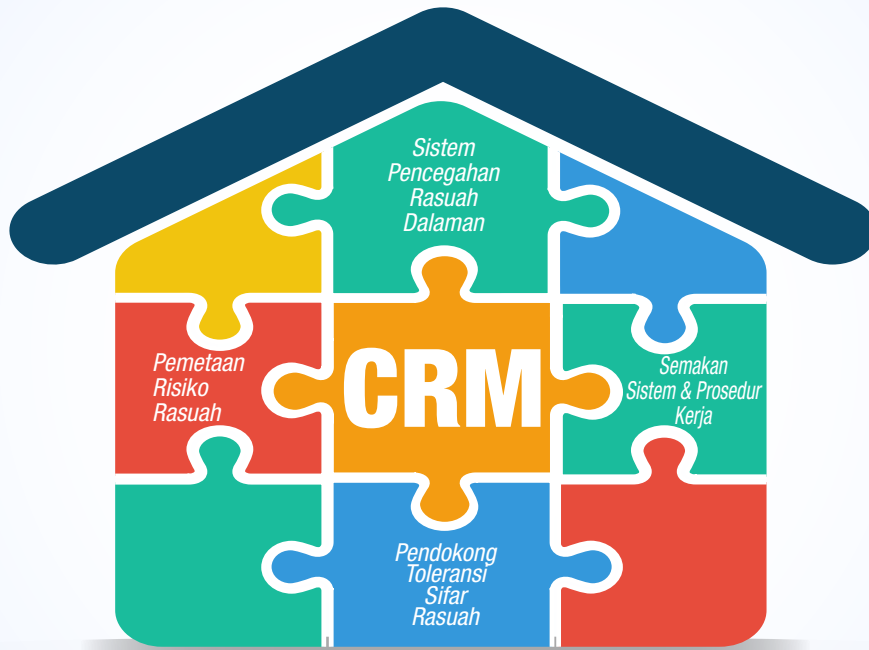 Sistem
Pencegahan
Rasuah
Dalaman
Pemetaan
Risiko
Rasuah
CRM
Semakan
Sistem & Prosedur
Kerja
Pendokong
Toleransi
Sifar
Rasuah